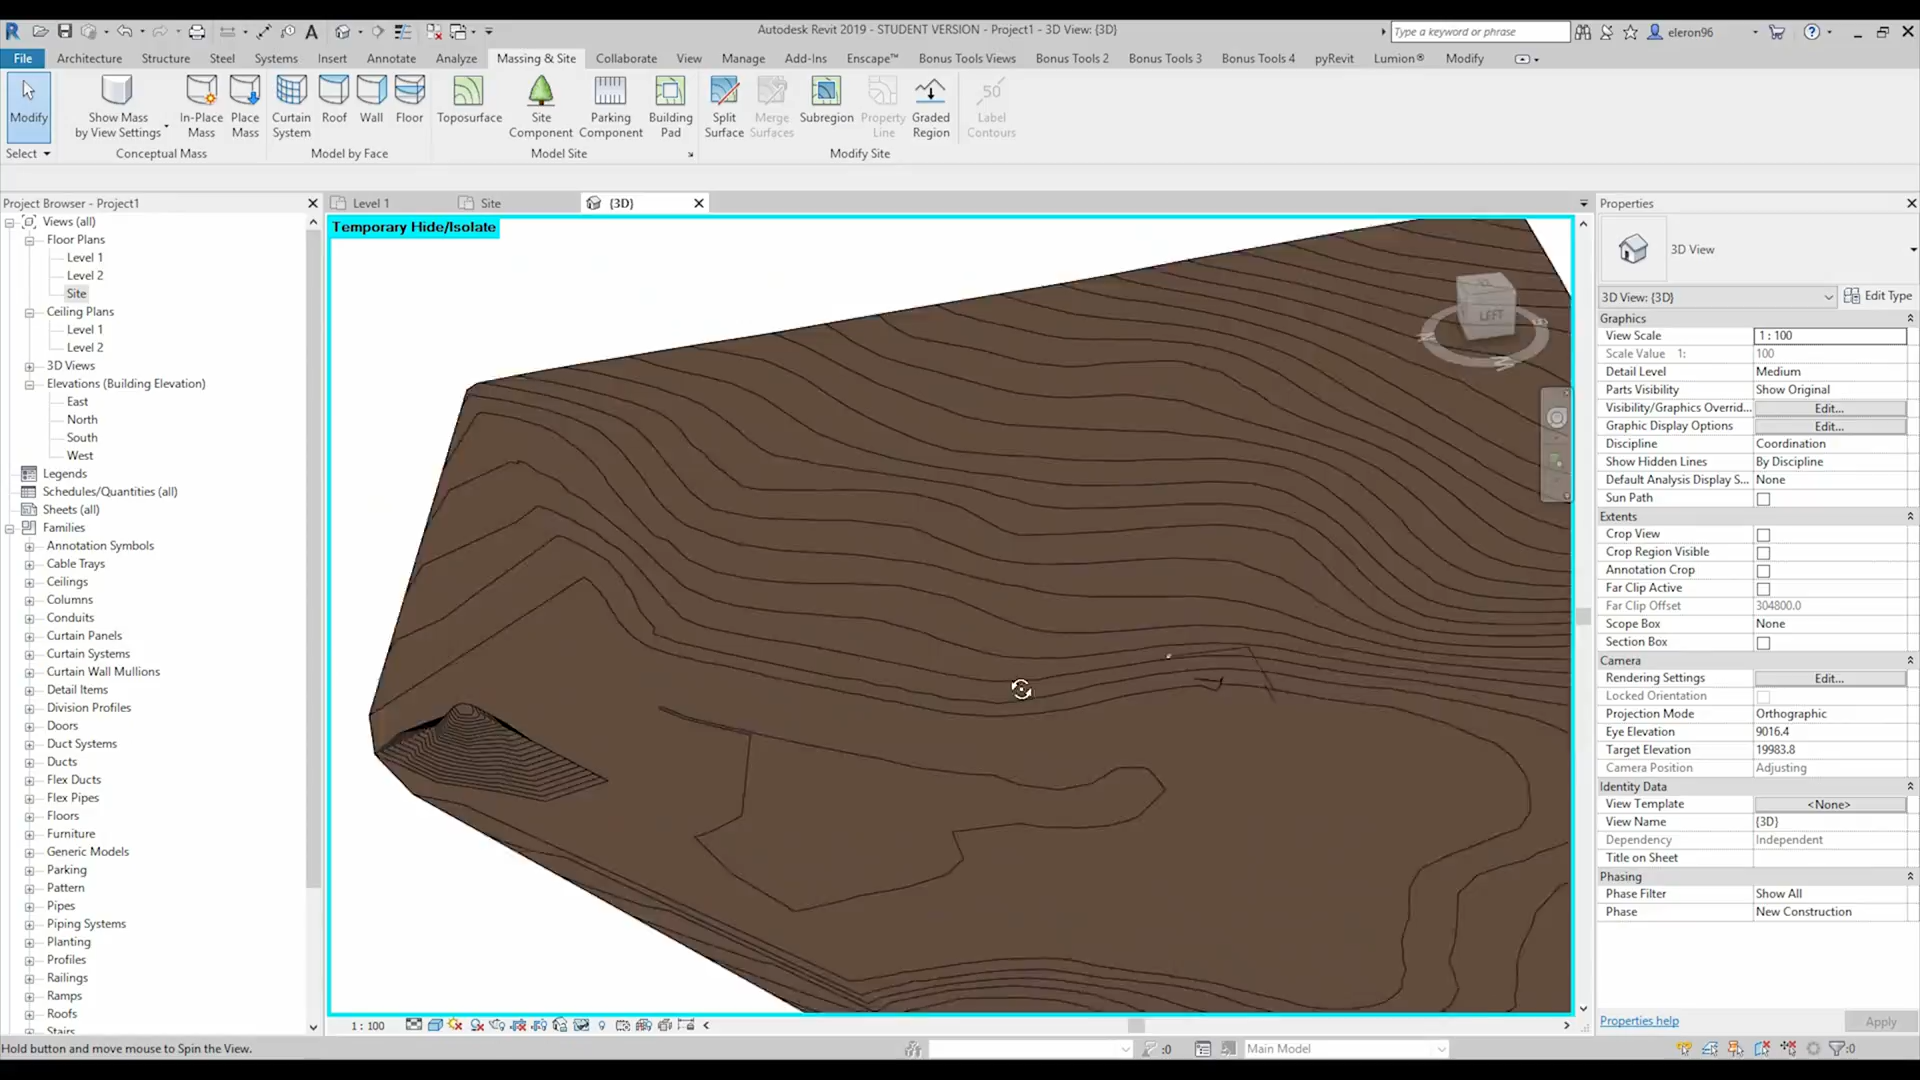 Autodesk Revit 2019 - STUDENT VERSION - Project1 - 3D View: {3D}
Type a keyword or phrase
eleron96
File
Architecture
Structure
Steel
Systems
Insert
Annotate
Analyze
Massing & Site
Collaborate
View
Manage
Add-Ins
Enscape™
Bonus Tools Views
Bonus Tools 2
Bonus Tools 3
Bonus Tools 4
pyRevit
Lumion®
Modify
Modify
Show Mass
by View Settings
In-Place
Mass
Place
Mass
Curtain
System
Roof
Wall
Floor
Toposurface
Site
Component
Parking
Component
Building
Pad
Split
Surface
Merge
Surfaces
Subregion
Property
Line
Graded
Region
50
Label
Contours
Select
Conceptual Mass
Model by Face
Model Site
Modify Site
Project Browser - Project1
Views (all)
Floor Plans
Level 1
Level 2
Site
Ceiling Plans
Level 1
Level 2
3D Views
Elevations (Building Elevation)
East
North
South
West
Legends
Schedules/Quantities (all)
Sheets (all)
Families
Annotation Symbols
Cable Trays
Ceilings
Columns
Conduits
Curtain Panels
Curtain Systems
Curtain Wall Mullions
Detail Items
Division Profiles
Doors
Duct Systems
Ducts
Flex Ducts
Flex Pipes
Floors
Furniture
Generic Models
Parking
Pattern
Pipes
Piping Systems
Planting
Profiles
Railings
Ramps
Roofs
Stairs
Level 1
Site
{3D}
Temporary Hide/Isolate
LEFT
1 : 100
Properties
3D View
3D View: {3D}
Edit Type
Graphics
View Scale 1 : 100
Scale Value 1: 100
Detail Level Medium
Parts Visibility Show Original
Visibility/Graphics Overrid... Edit...
Graphic Display Options Edit...
Discipline Coordination
Show Hidden Lines By Discipline
Default Analysis Display S... None
Sun Path
Extents
Crop View
Crop Region Visible
Annotation Crop
Far Clip Active
Far Clip Offset 304800.0
Scope Box None
Section Box
Camera
Rendering Settings Edit...
Locked Orientation
Projection Mode Orthographic
Eye Elevation 9016.4
Target Elevation 19983.8
Camera Position Adjusting
Identity Data
View Template <None>
View Name {3D}
Dependency Independent
Title on Sheet
Phasing
Phase Filter Show All
Phase New Construction
Properties help
Apply
Hold button and move mouse to Spin the View.
:0
Main Model
:0